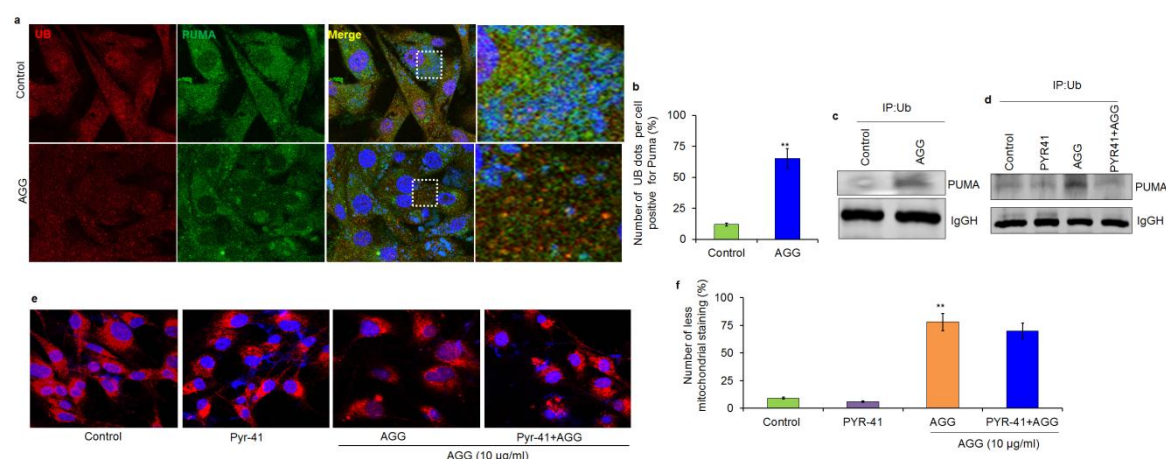 a
UB
PUMA
Merge
Control
AGG
b
Number of UB dots per cell
positive for Puma (%)
100
75
50
25
0
**
Control
AGG
c
IP:Ub
Control
AGG
PUMA
IgGH
d
IP:Ub
Control
PYR41
AGG
PYR41+AGG
PUMA
IgGH
e
Control
Pyr-41
AGG
Pyr-41+AGG
AGG (10 µg/ml)
f
Number of less
mitochondrial staining (%)
100
75
50
25
0
**
Control
PYR-41
AGG
PYR-41+AGG
AGG (10 µg/ml)